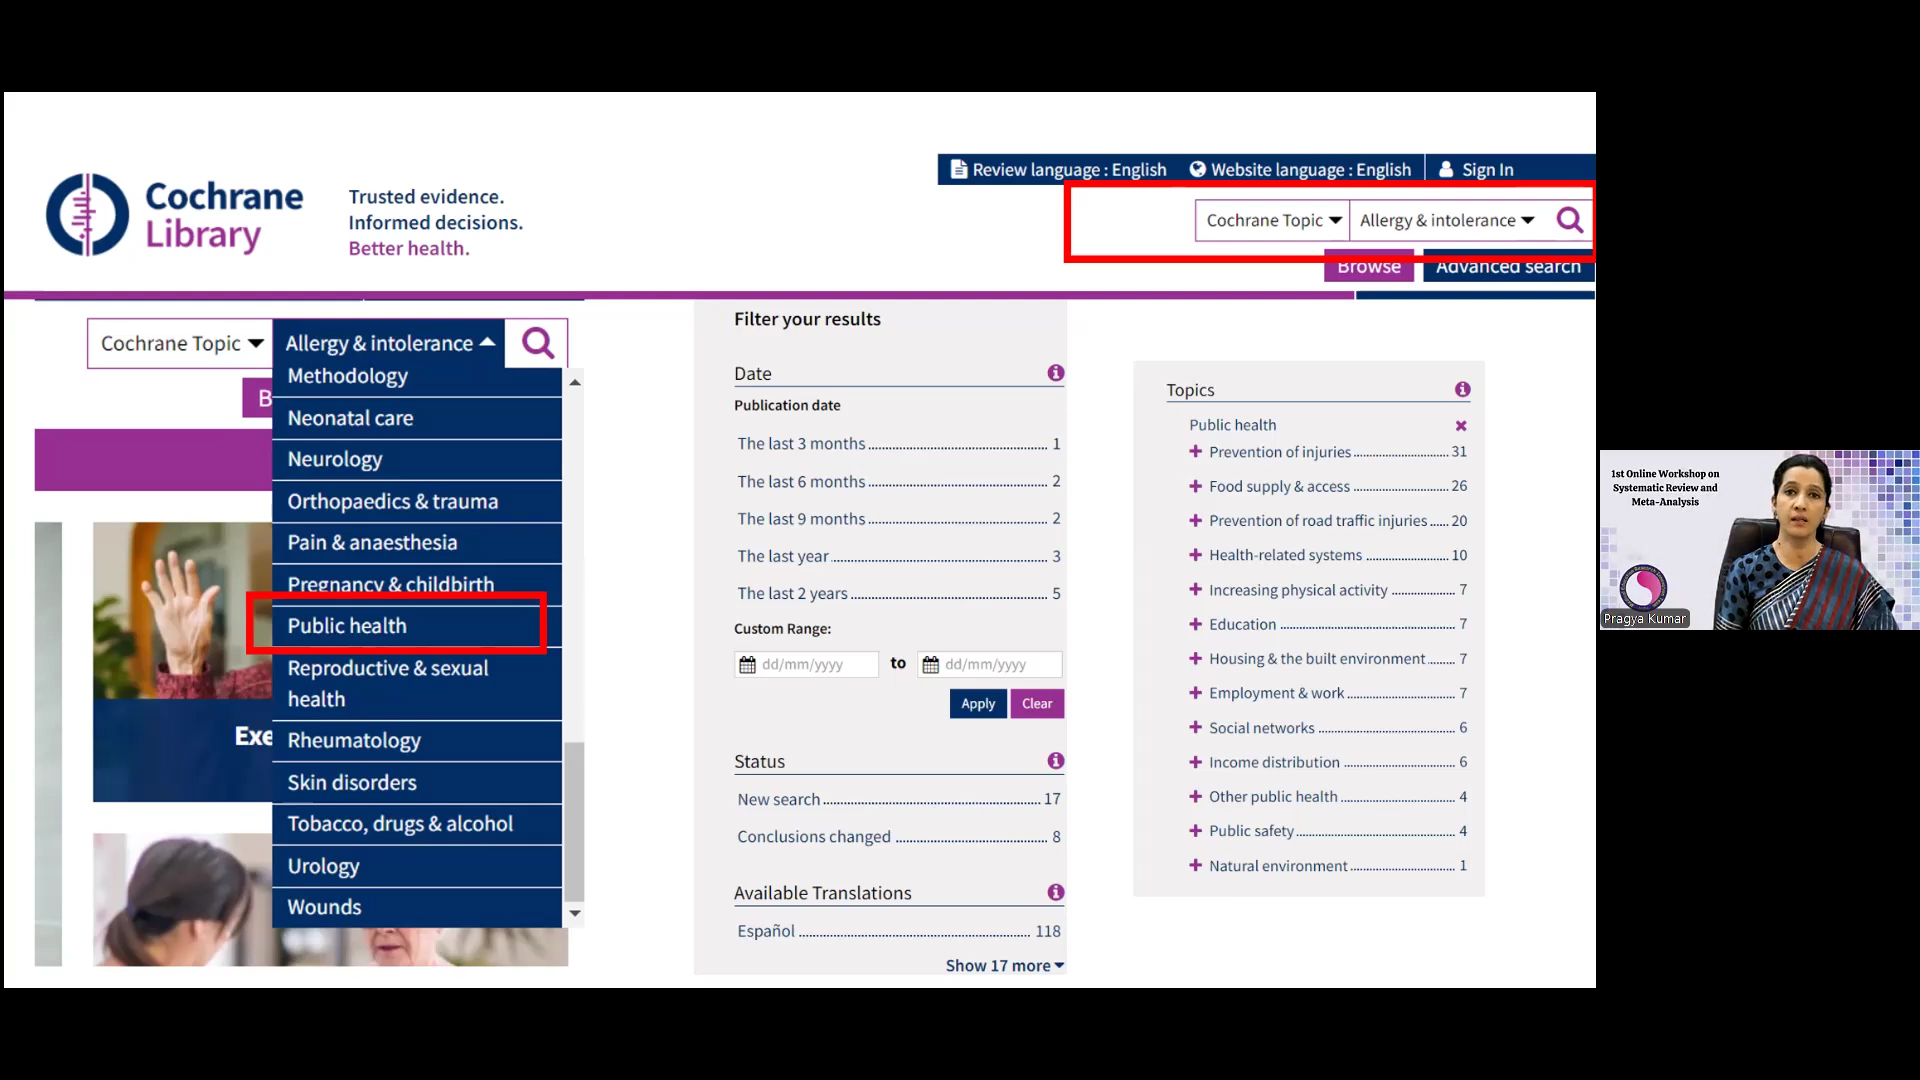 Cochrane
Library
Trusted evidence.
Informed decisions.
Better health.
Review language : English
Website language : English
Sign In
Cochrane Topic
Allergy & intolerance
Browse
Advanced search
Cochrane Topic
Allergy & intolerance
B
Methodology
Neonatal care
Neurology
Orthopaedics & trauma
Pain & anaesthesia
Pregnancy & childbirth
Public health
Reproductive & sexual
health
Rheumatology
Skin disorders
Tobacco, drugs & alcohol
Urology
Wounds
Exe
Filter your results
Date
Publication date
The last 3 months 1
The last 6 months 2
The last 9 months 2
The last year 3
The last 2 years 5
Custom Range:
dd/mm/yyyy to dd/mm/yyyy
Apply Clear
Status
New search 17
Conclusions changed 8
Available Translations
Español 118
Show 17 more
Topics
Public health
Prevention of injuries 31
Food supply & access 26
Prevention of road traffic injuries 20
Health-related systems 10
Increasing physical activity 7
Education 7
Housing & the built environment 7
Employment & work 7
Social networks 6
Income distribution 6
Other public health 4
Public safety 4
Natural environment 1
1st Online Workshop on
Systematic Review and
Meta-Analysis
Pragya Kumar